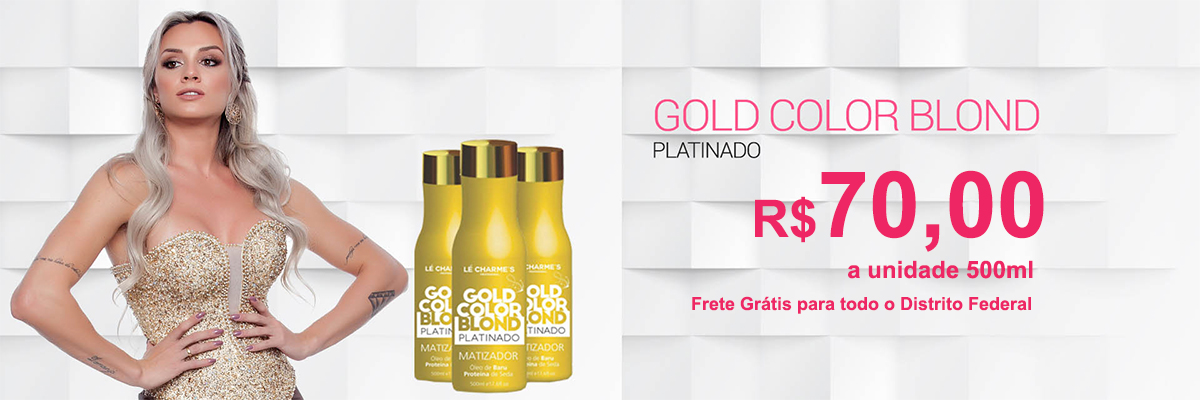 GOLD COLOR BLOND
PLATINADO
R$70,00
a unidade 500ml
Frete Grátis para todo o Distrito Federal
LÉ CHARME'S
GOLD
COLOR
BLOND
PLATINADO
MATIZADOR
Óleo de Baru
Proteína de Seda